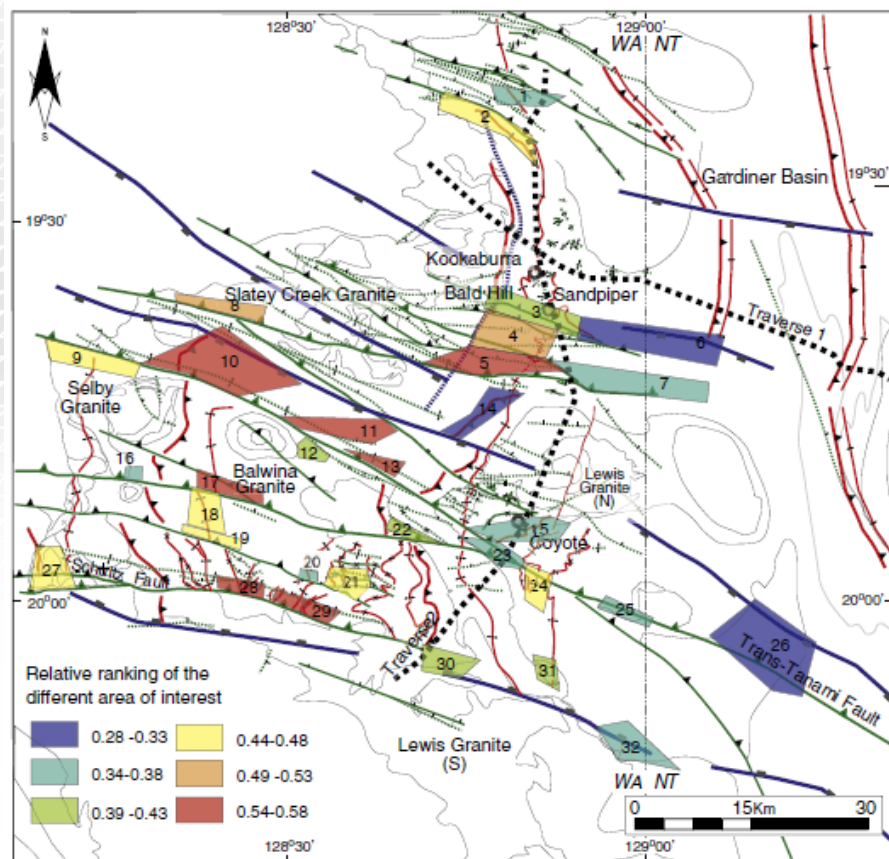 128°30'
129°00'
WA NT
N
S
1
2
Gardiner Basin
19°30'
19°30'
Kookaburra
Slatey Creek Granite
Bald Hill
Sandpiper
8
3
Traverse 1
4
6
9
10
5
7
Selby
Granite
14
11
16
12
Balwina
Granite
13
Lewis
Granite
(N)
17
18
22
15
Coyote
19
23
20
27
Schmitz Fault
21
24
28
25
20°00'
29
20°00'
26
Traverse2
Trans-Tanami Fault
30
31
Relative ranking of the
different area of interest
0.28 -0.33
0.44-0.48
0.34-0.38
0.49 -0.53
0.39 -0.43
0.54-0.58
Lewis Granite
(S)
32
WA NT
0 15Km 30
128°30'
129°00'